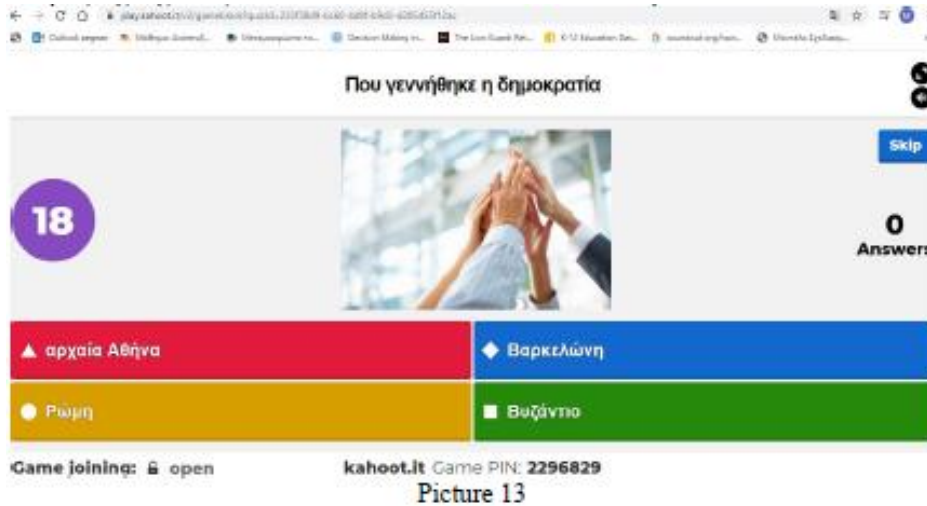 Που γεννήθηκε η δημοκρατία
Skip
18
0
Answers
αρχαία Αθήνα
Βαρκελώνη
Ρώμη
Βυζάντιο
Game joining: open
kahoot.it Game PIN: 2296829
Picture 13